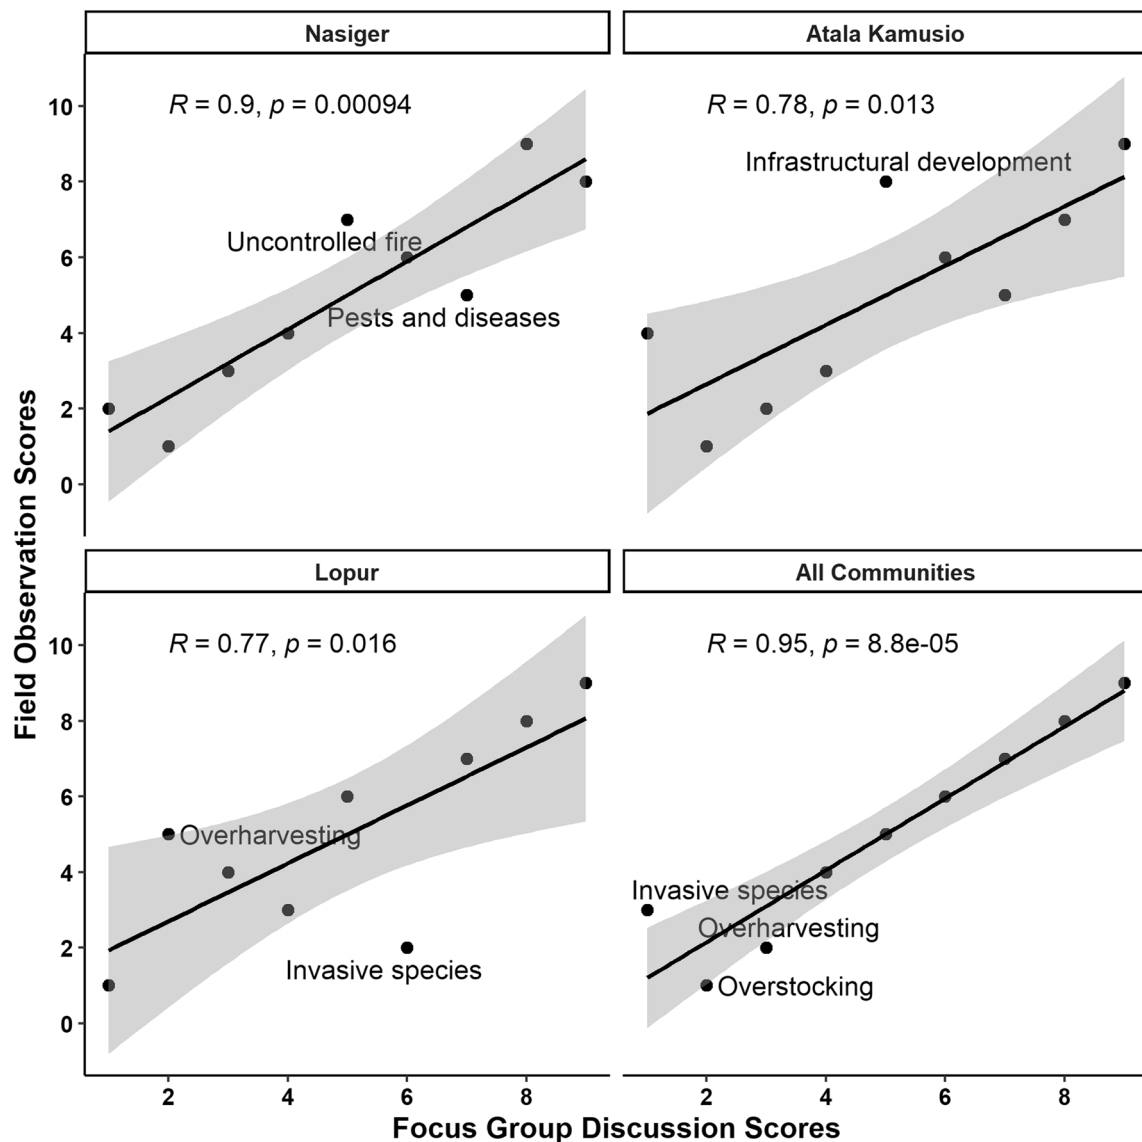 Nasiger
Atala Kamusio
R = 0.9, p = 0.00094
R = 0.78, p = 0.013
Infrastructural development
Uncontrolled fire
Pests and diseases
10
8
6
4
2
0
Lopur
All Communities
R = 0.77, p = 0.016
R = 0.95, p = 8.8e-05
Overharvesting
Invasive species
Invasive species
Overharvesting
Overstocking
10
8
6
4
2
0
2 4 6 8
2 4 6 8
Field Observation Scores
Focus Group Discussion Scores